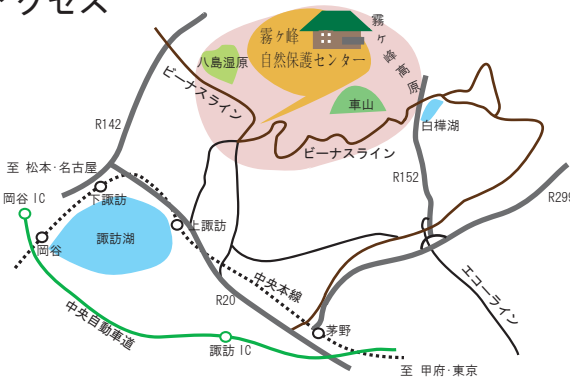 アクセス
霧ヶ峰
自然保護センター
霧ヶ峰高原
八島湿原
ビーナスライン
車山
白樺湖
ビーナスライン
R142
R152
R299
至 松本・名古屋
岡谷 IC
下諏訪
上諏訪
岡谷
諏訪湖
中央本線
R20
エコーライン
中央自動車道
茅野
諏訪 IC
至 甲府・東京